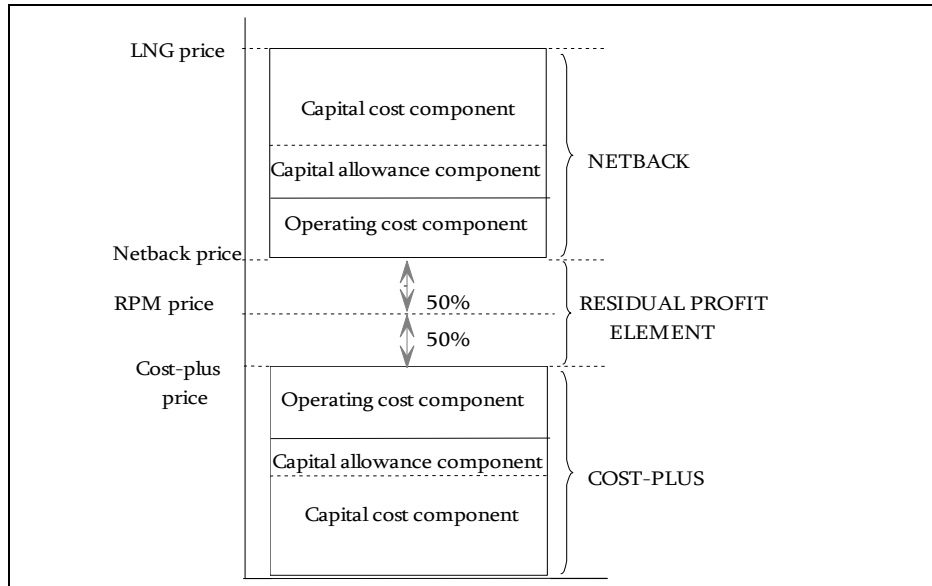 LNG price
Capital cost component
Capital allowance component
NETBACK
Operating cost component
Netback price
RPM price
50%
RESIDUAL PROFIT
ELEMENT
50%
Cost-plus
price
Operating cost component
Capital allowance component
COST-PLUS
Capital cost component